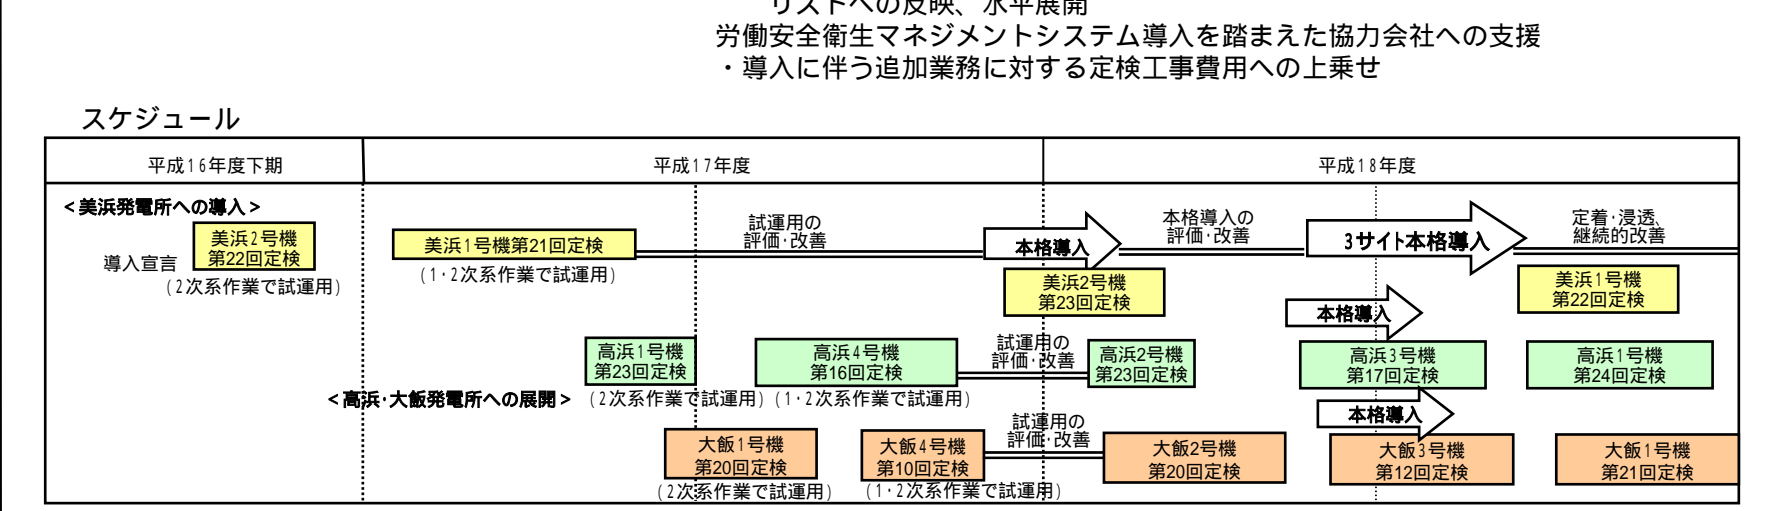 リストへの反映、水平展開
労働安全衛生マネジメントシステム導入を踏まえた協力会社への支援
・導入に伴う追加業務に対する定検工事費用への上乗せ
スケジュール
平成16年度下期
平成17年度
平成18年度
<美浜発電所への導入>
導入宣言
美浜2号機
第22回定検
(2次系作業で試運用)
美浜1号機第21回定検
(1・2次系作業で試運用)
試運用の
評価・改善
本格導入
美浜2号機
第23回定検
本格導入の
評価・改善
3サイト本格導入
定着・浸透、
継続的改善
美浜1号機
第22回定検
本格導入
<高浜・大飯発電所への展開>
高浜1号機
第23回定検
(2次系作業で試運用)
高浜4号機
第16回定検
(1・2次系作業で試運用)
試運用の
評価・改善
高浜2号機
第23回定検
高浜3号機
第17回定検
高浜1号機
第24回定検
本格導入
大飯1号機
第20回定検
(2次系作業で試運用)
大飯4号機
第10回定検
(1・2次系作業で試運用)
試運用の
評価・改善
大飯2号機
第20回定検
大飯3号機
第12回定検
大飯1号機
第21回定検